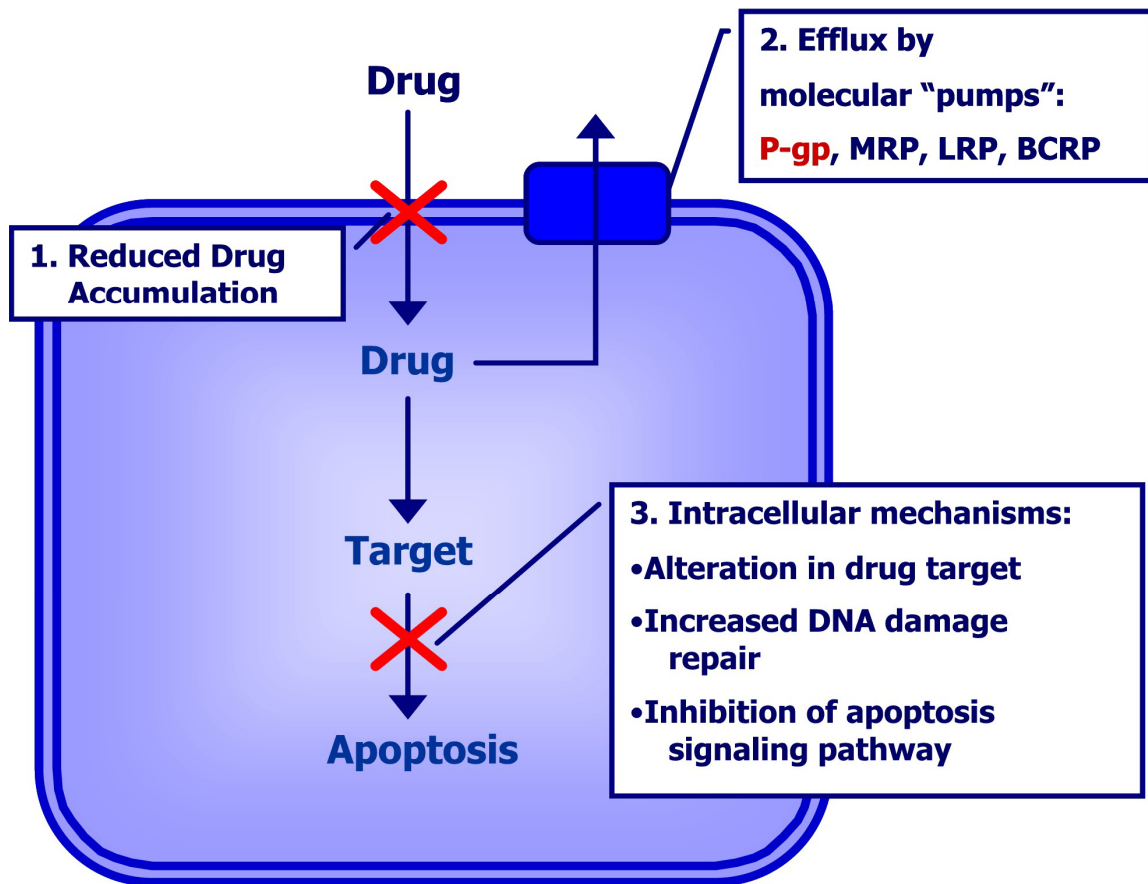 Drug
2. Efflux by
molecular “pumps”:
P-gp, MRP, LRP, BCRP
1. Reduced Drug
Accumulation
Drug
Target
3. Intracellular mechanisms:
•Alteration in drug target
•Increased DNA damage
repair
•Inhibition of apoptosis
signaling pathway
Apoptosis